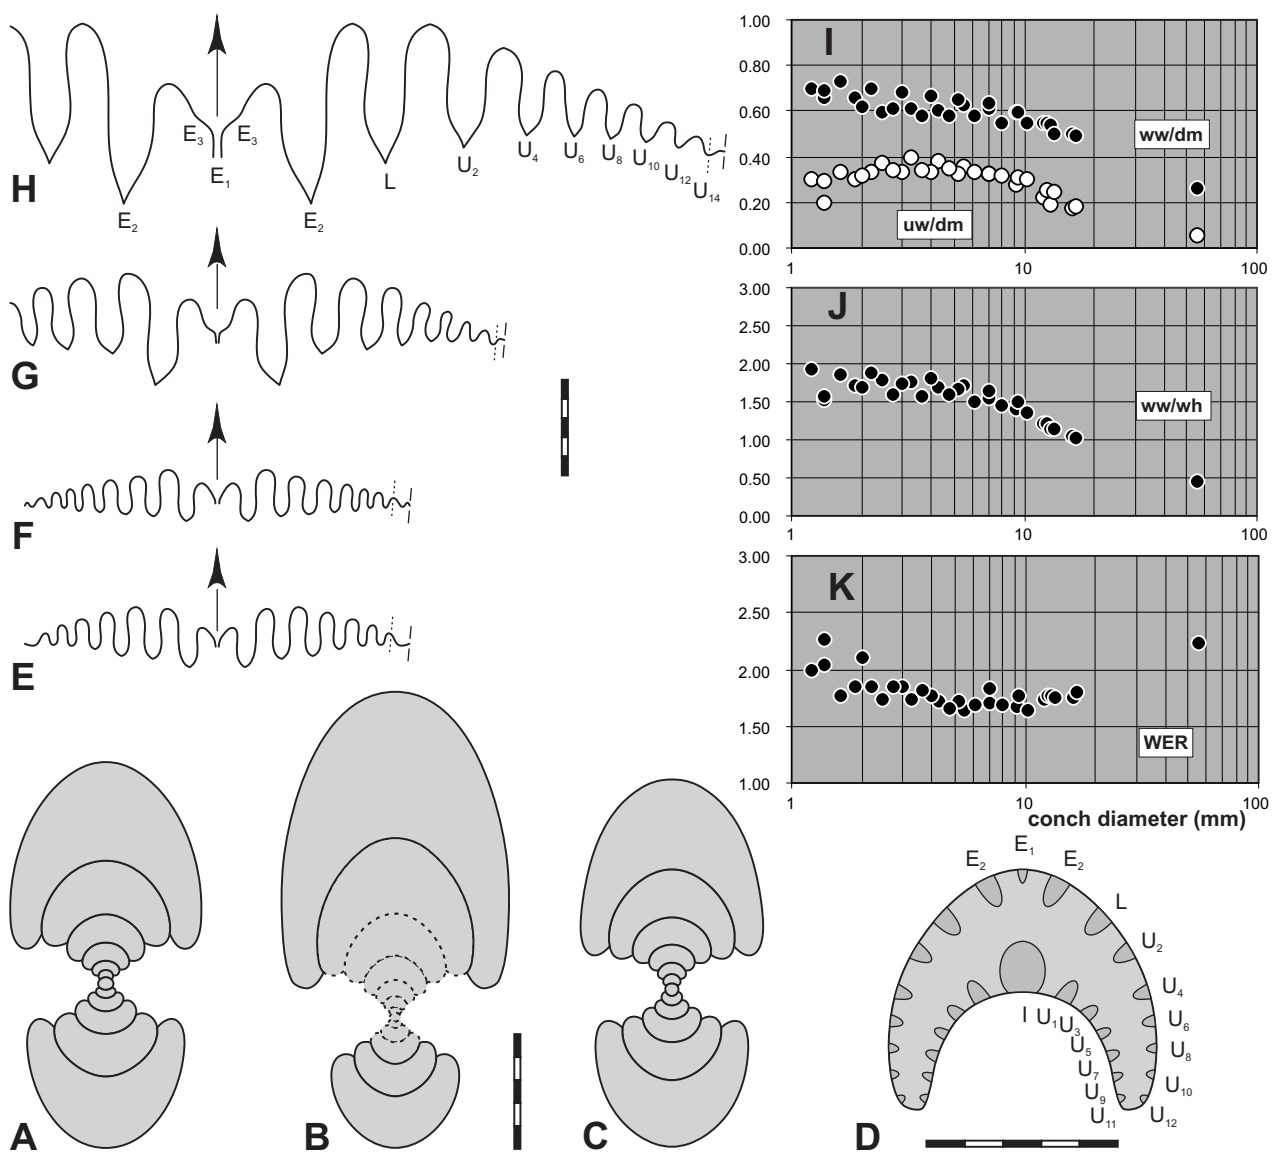 H
E3 E3
E1
E2 E2
L
U2
U4
U6
U8
U10
U12
U14
G
F
E
A
B
C
I
1.00
0.80
0.60
0.40
0.20
0.00
ww/dm
uw/dm
1 10 100
J
3.00
2.50
2.00
1.50
1.00
0.50
0.00
ww/wh
1 10 100
K
3.00
2.50
2.00
1.50
1.00
WER
1 10 100
conch diameter (mm)
D
E2 E1 E2
L
U2
U4
U6
U8
U10
U12
I U1 U3
U5
U7
U9
U11